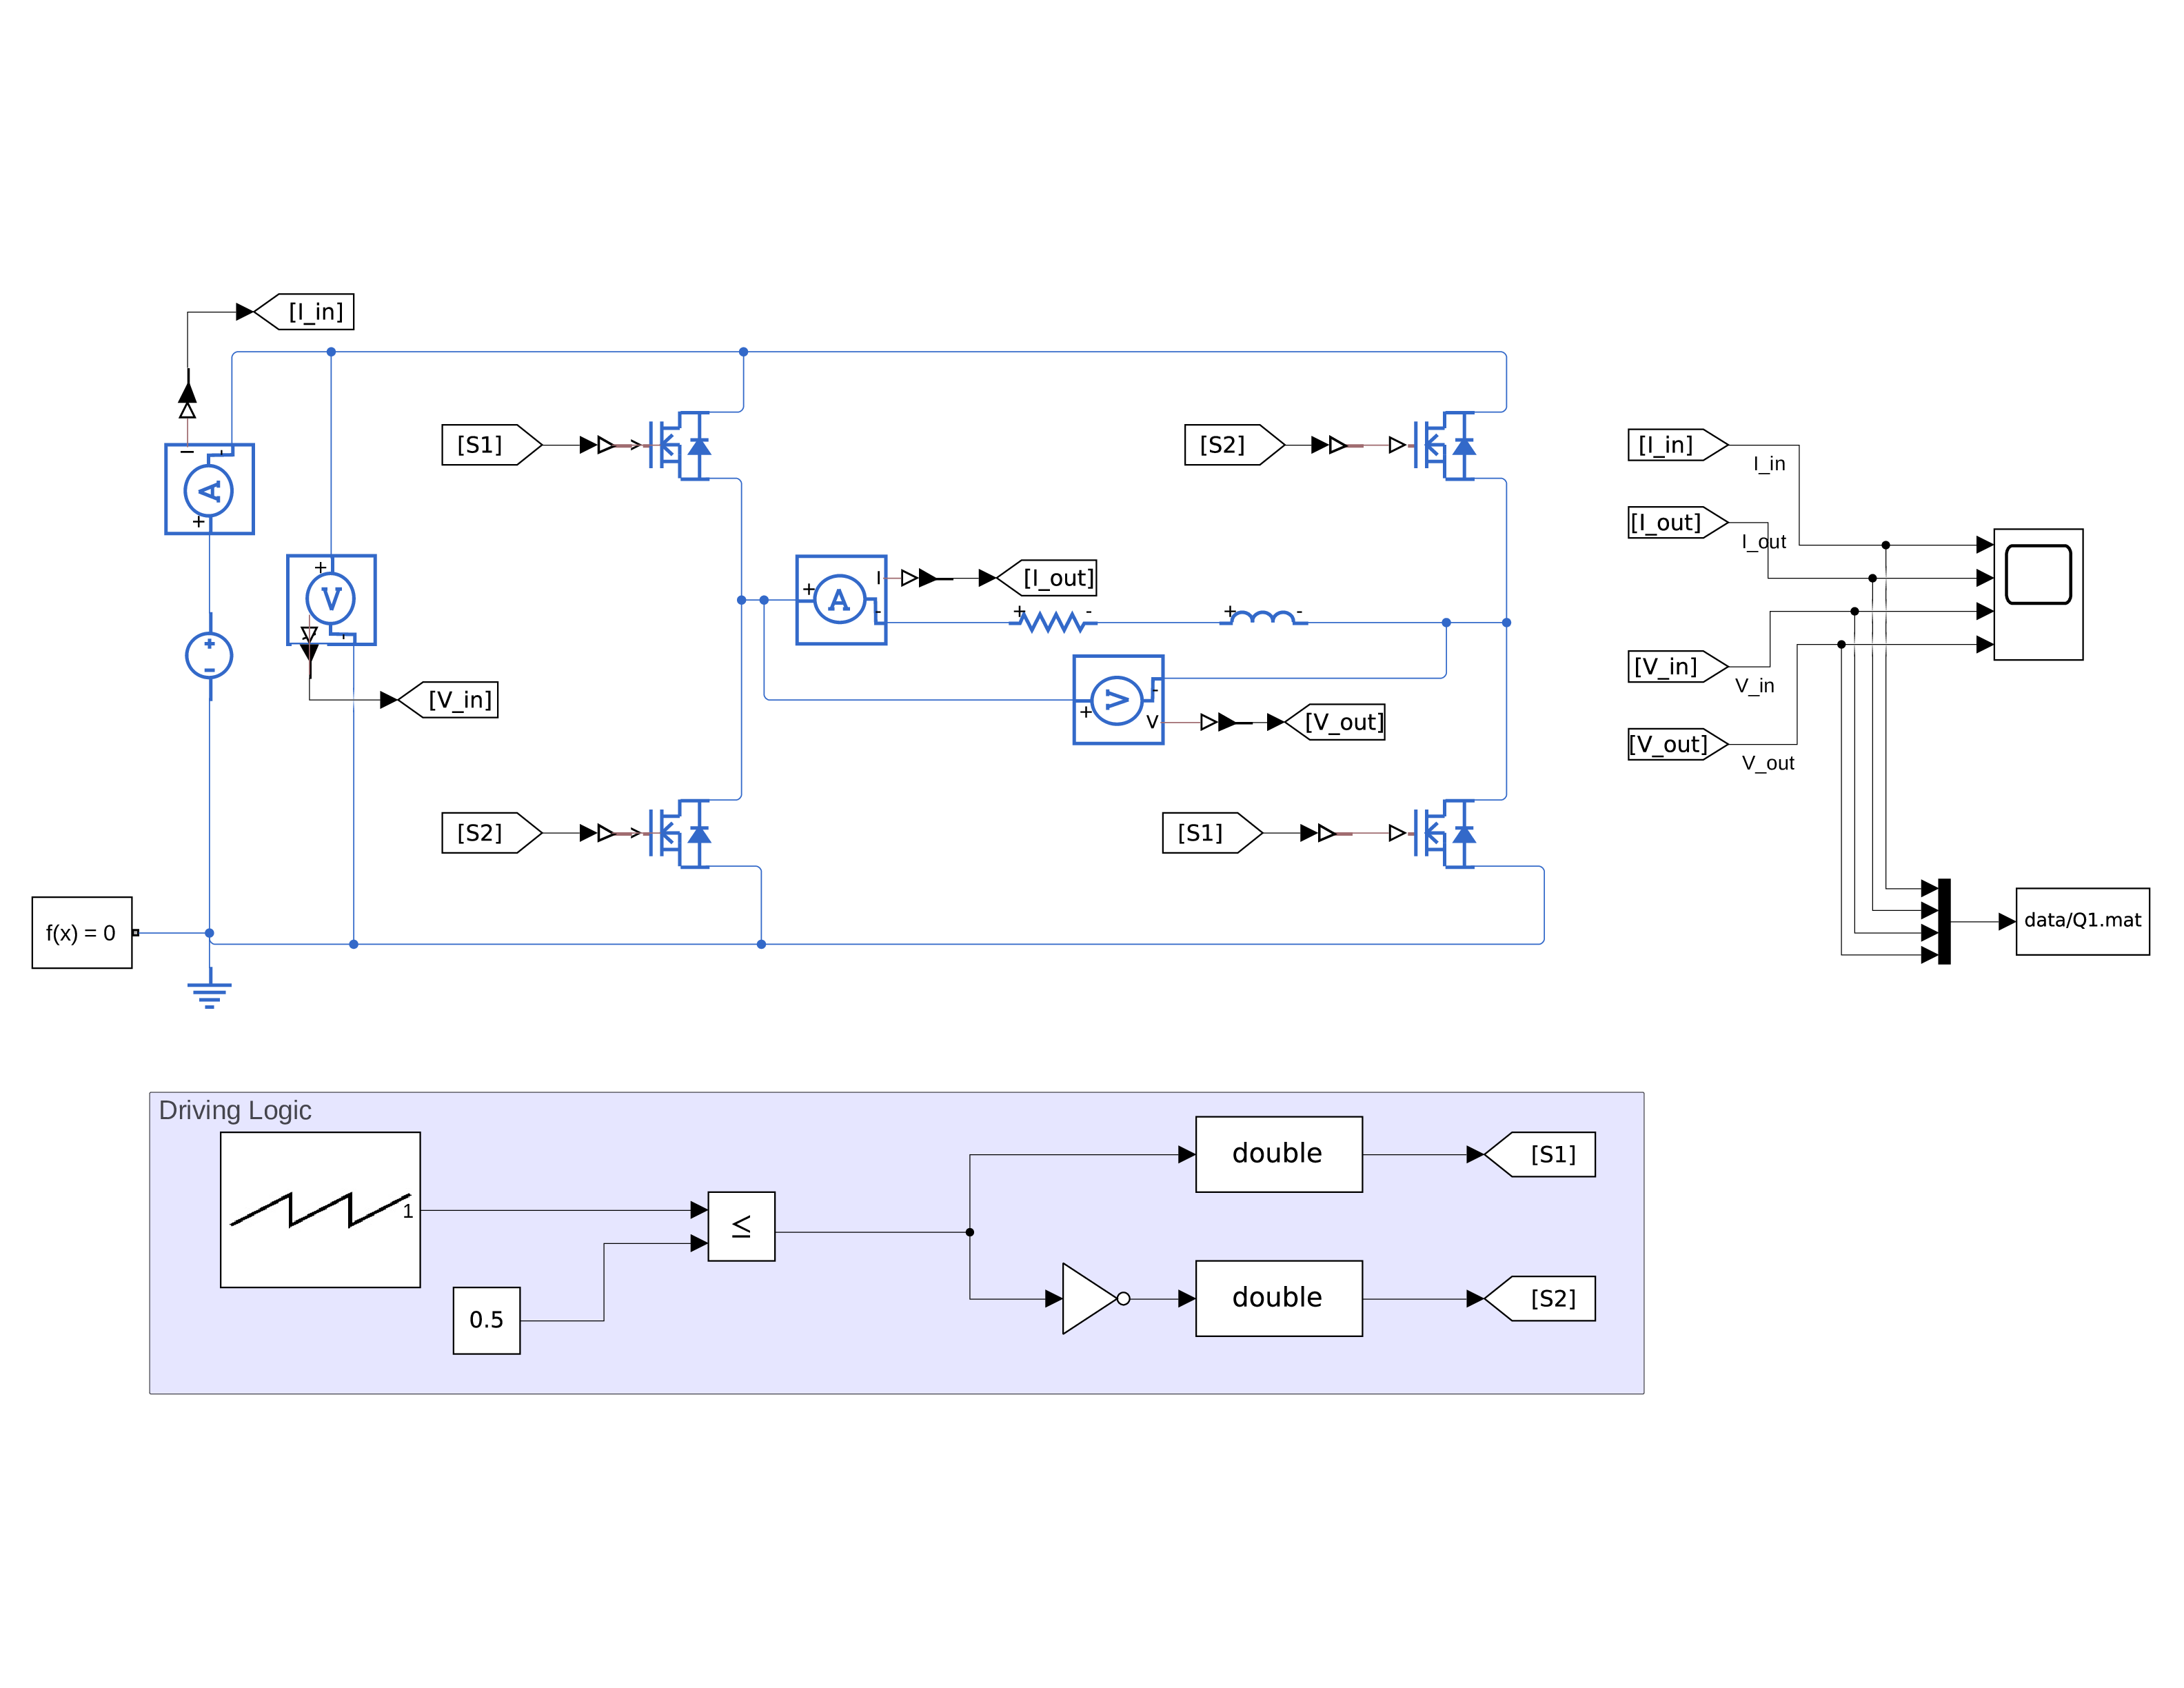 [I_in]
[S1]
[S2]
[I_in]
I_in
A
[I_out]
I_out
V
[V_in]
A
I
[I_out]
V
V
[V_out]
[V_in]
V_in
[V_out]
V_out
[S2]
[S1]
f(x) = 0
data/Q1.mat
Driving Logic
double
[S1]
1
≤
0.5
double
[S2]